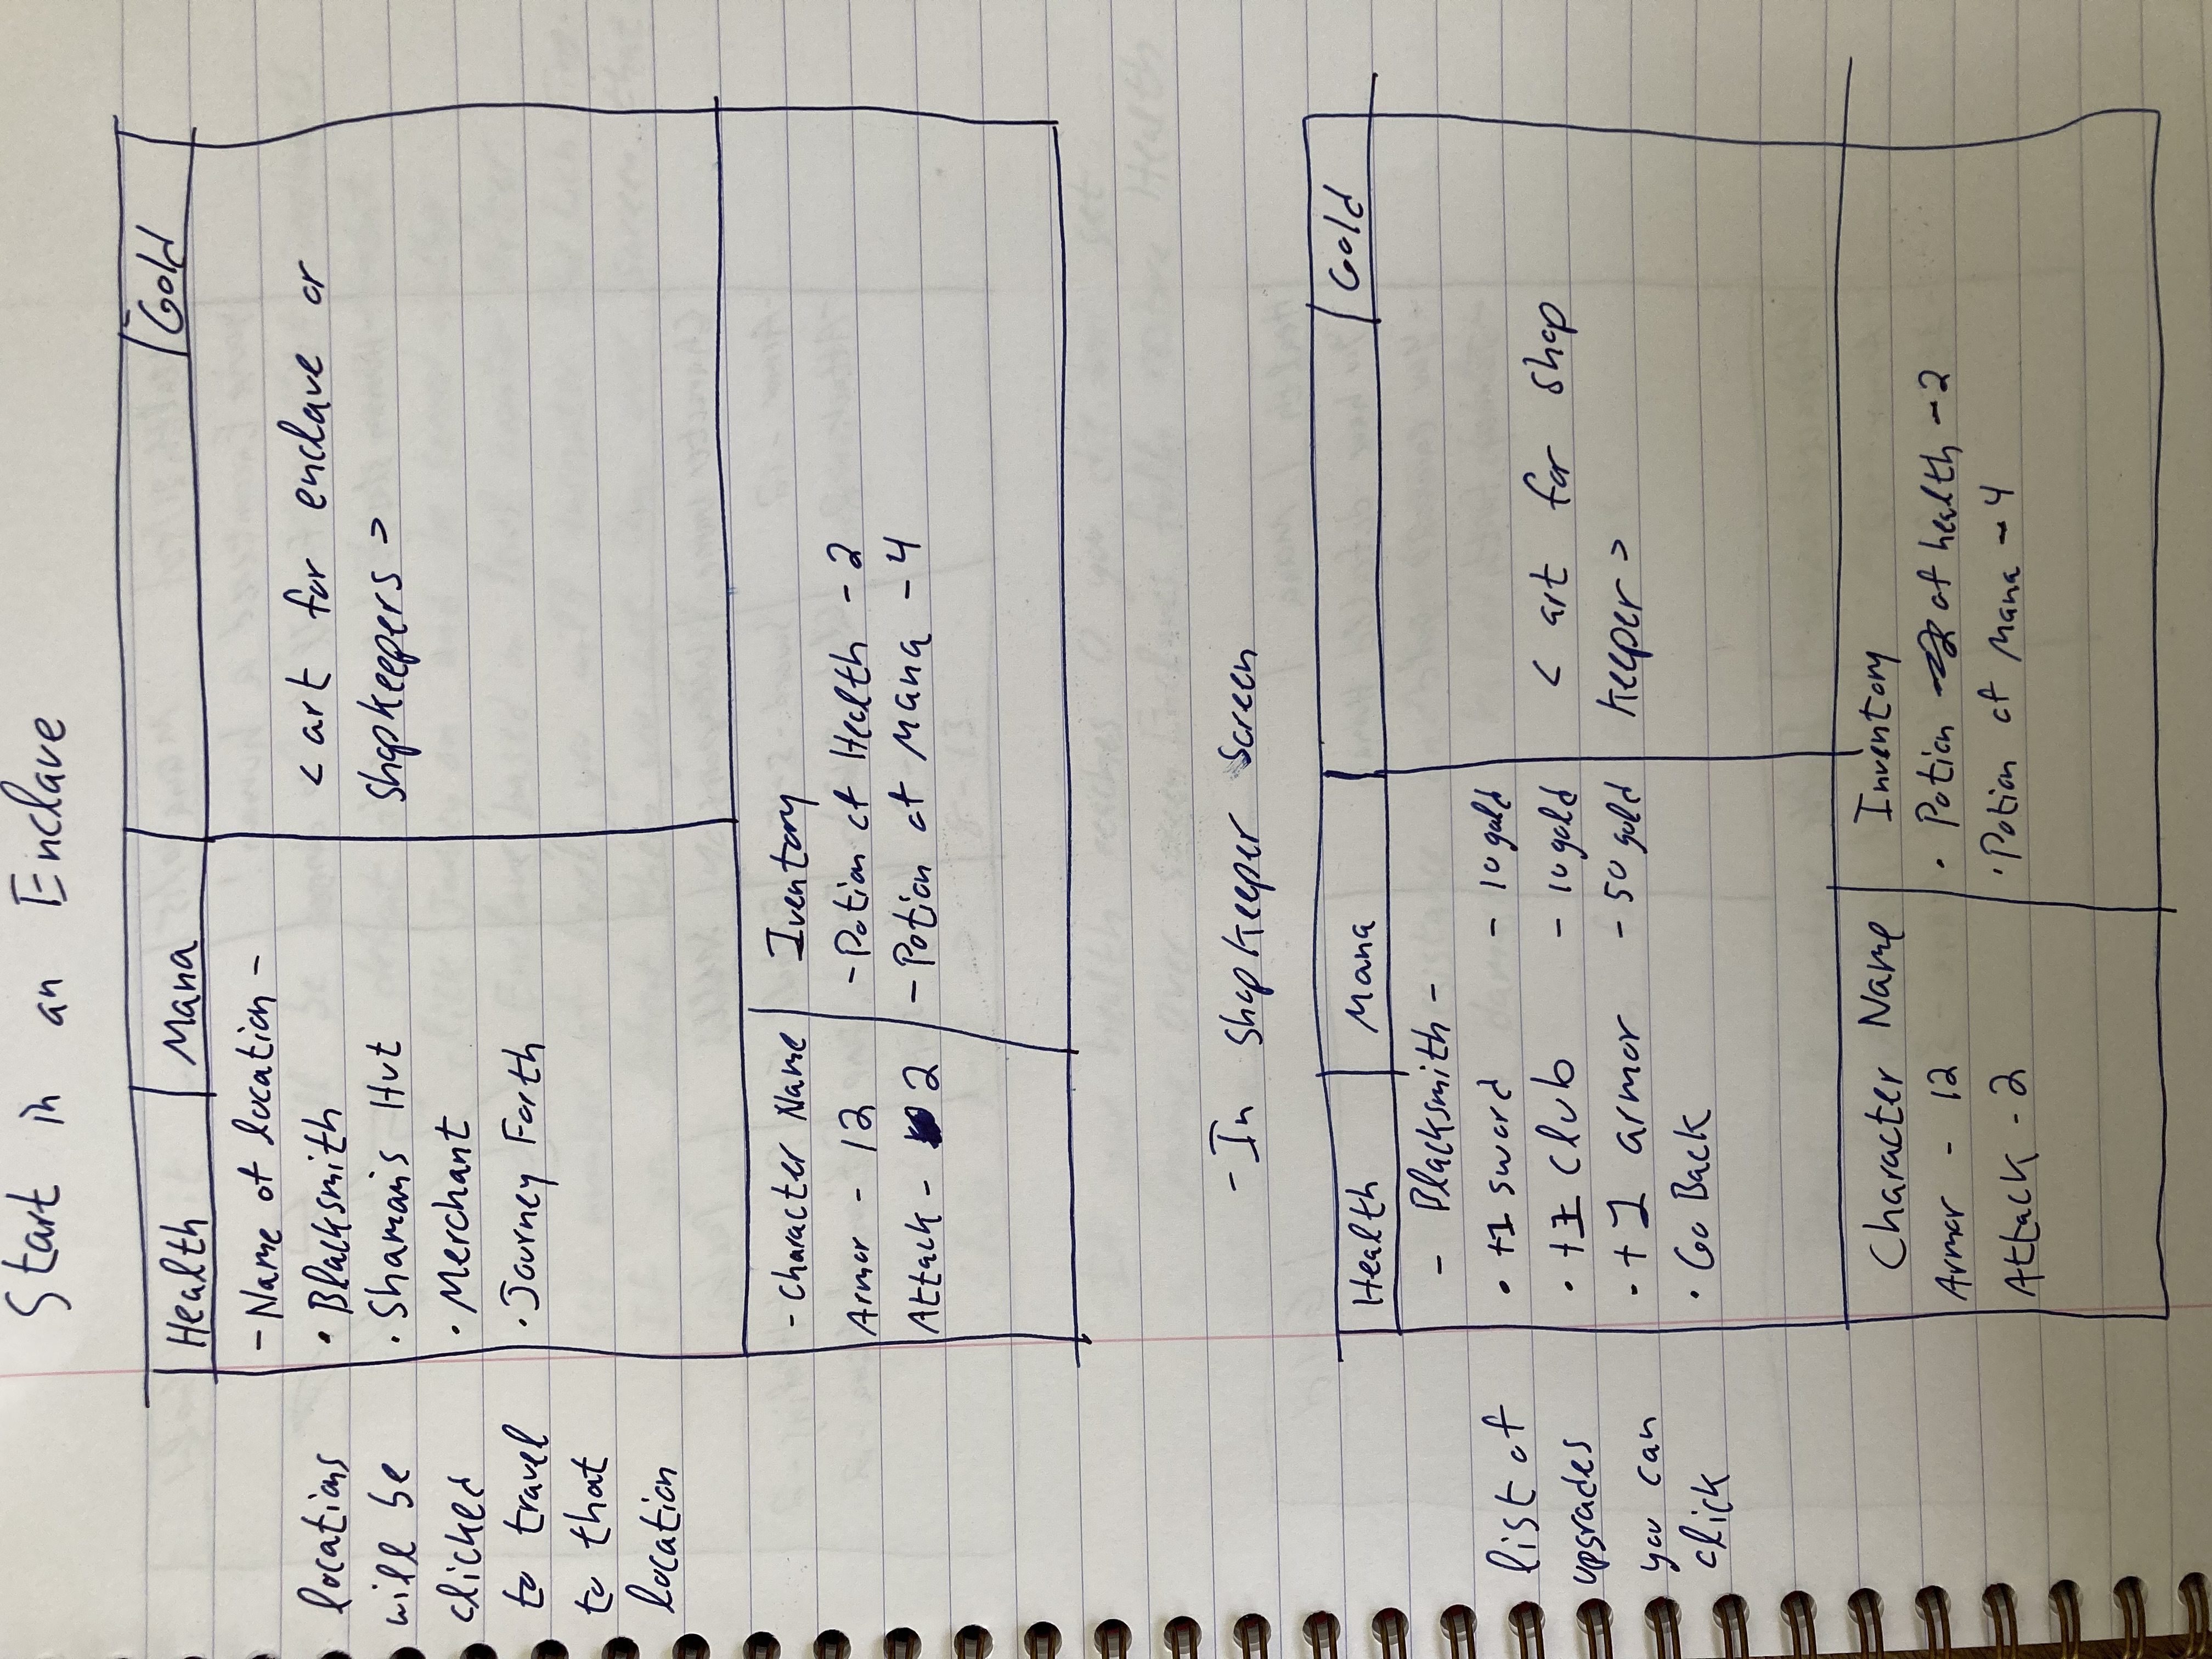 Start in an Enclave
Health Mana Gold
- Name of location -
• Blacksmith
• Shaman's Hut
• Merchant
• Journey Forth
< art for enclave or
shopkeepers >
locations
will be
clicked
to travel
to that
location
- Character Name
Armor - 12
Attack - 2
Iventory
- Potion of Health - 2
- Potion of Mana - 4
- In shopkeeper screen
Health Mana Gold
- Blacksmith -
• +1 sword - 10 gold
• +1 club - 10 gold
• +1 armor - 50 gold
• Go Back
< art for shop
keeper >
list of
upgrades
you can
click
Character Name
Armor - 12
Attack - 2
Inventory
• Potion of health - 2
• Potion of Mana - 4